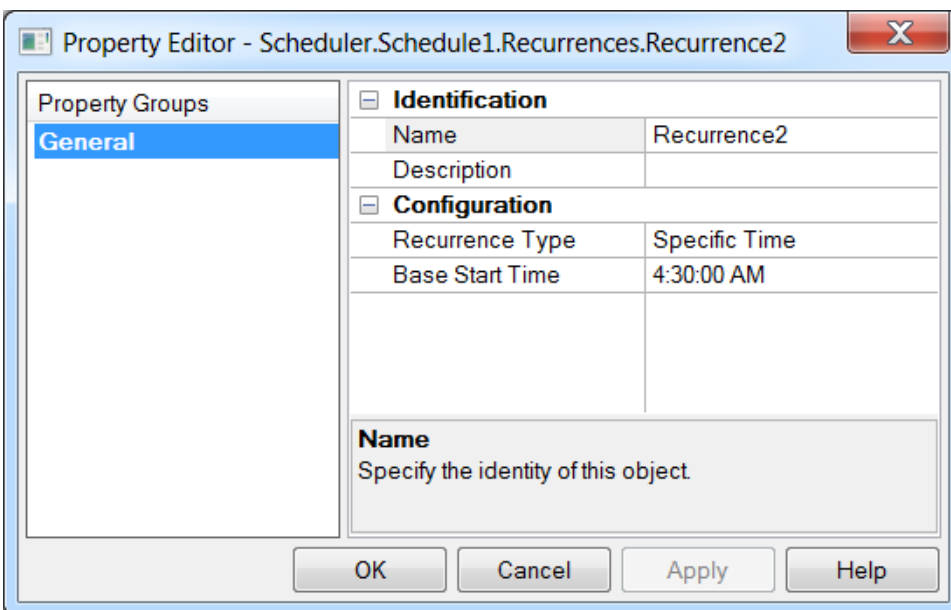 Property Editor - Scheduler.Schedule1.Recurrences.Recurrence2
X
Property Groups
General
Identification
Name Recurrence2
Description
Configuration
Recurrence Type Specific Time
Base Start Time 4:30:00 AM
Name
Specify the identity of this object.
OK Cancel Apply Help